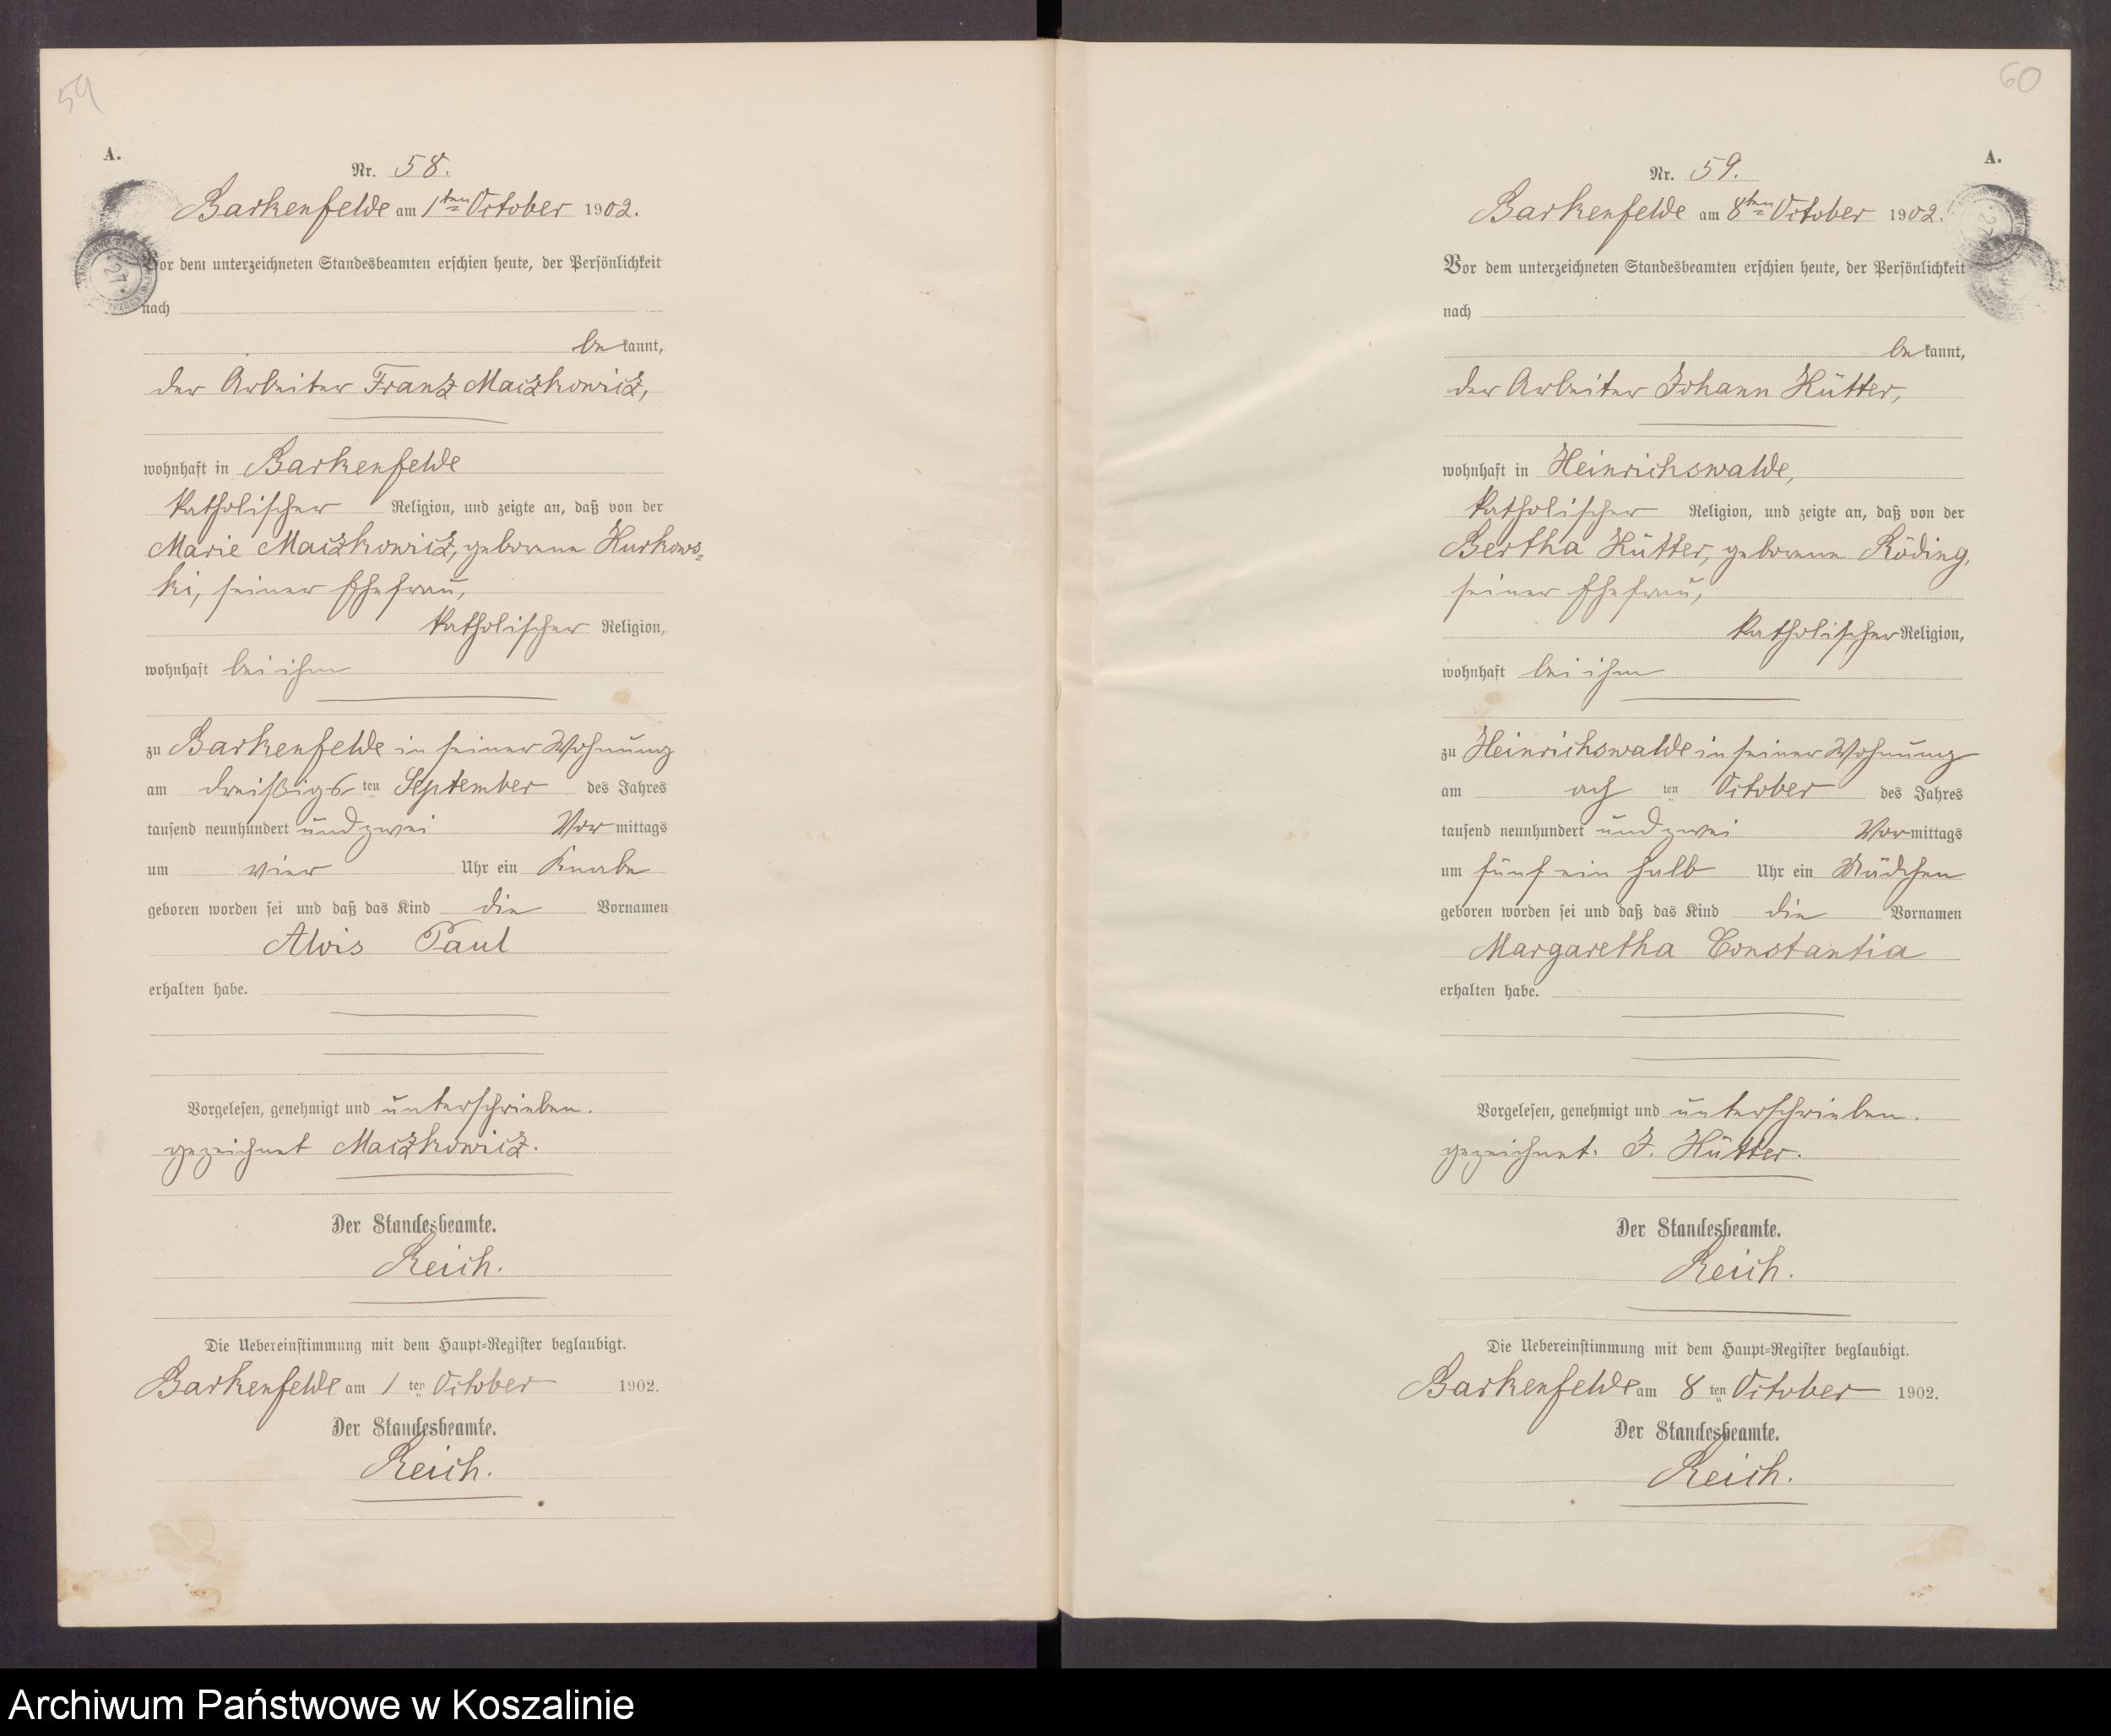 59
A.
Nr. 58.
Barkenfelde am 1ten October 1902.
Vor dem unterzeichneten Standesbeamten erschien heute, der Persönlichkeit
nach
bekannt,
der Arbeiter Franz Maczkowicz,
wohnhaft in Barkenfelde
katholischer Religion, und zeigte an, daß von der
Marie Maczkowicz, geborene Kurkows=
ki, seiner Ehefrau,
katholischer Religion,
wohnhaft bei ihm
zu Barkenfelde in seiner Wohnung
am dreißigsten September des Jahres
tausend neunhundert und zwei Vormittags
um vier Uhr ein Knabe
geboren worden sei und daß das Kind die Vornamen
Alois Paul
erhalten habe.
Vorgelesen, genehmigt und unterschrieben.
gezeichnet Maczkowicz.
Der Standesbeamte.
Reich.
Die Uebereinstimmung mit dem Haupt=Register beglaubigt.
Barkenfelde am 1ten October 1902.
Der Standesbeamte.
Reich.
60
A.
Nr. 59.
Barkenfelde am 8ten October 1902.
Vor dem unterzeichneten Standesbeamten erschien heute, der Persönlichkeit
nach
bekannt,
der Arbeiter Johann Hütter,
wohnhaft in Heinrichswalde,
katholischer Religion, und zeigte an, daß von der
Bertha Hütter, geborene Röding,
seiner Ehefrau,
katholischer Religion,
wohnhaft bei ihm
zu Heinrichswalde in seiner Wohnung
am achten October des Jahres
tausend neunhundert und zwei Vormittags
um fünf ein halb Uhr ein Mädchen
geboren worden sei und daß das Kind die Vornamen
Margaretha Constantia
erhalten habe.
Vorgelesen, genehmigt und unterschrieben.
gezeichnet. J. Hütter.
Der Standesbeamte.
Reich.
Die Uebereinstimmung mit dem Haupt=Register beglaubigt.
Barkenfelde am 8ten October 1902.
Der Standesbeamte.
Reich.
Archiwum Państwowe w Koszalinie